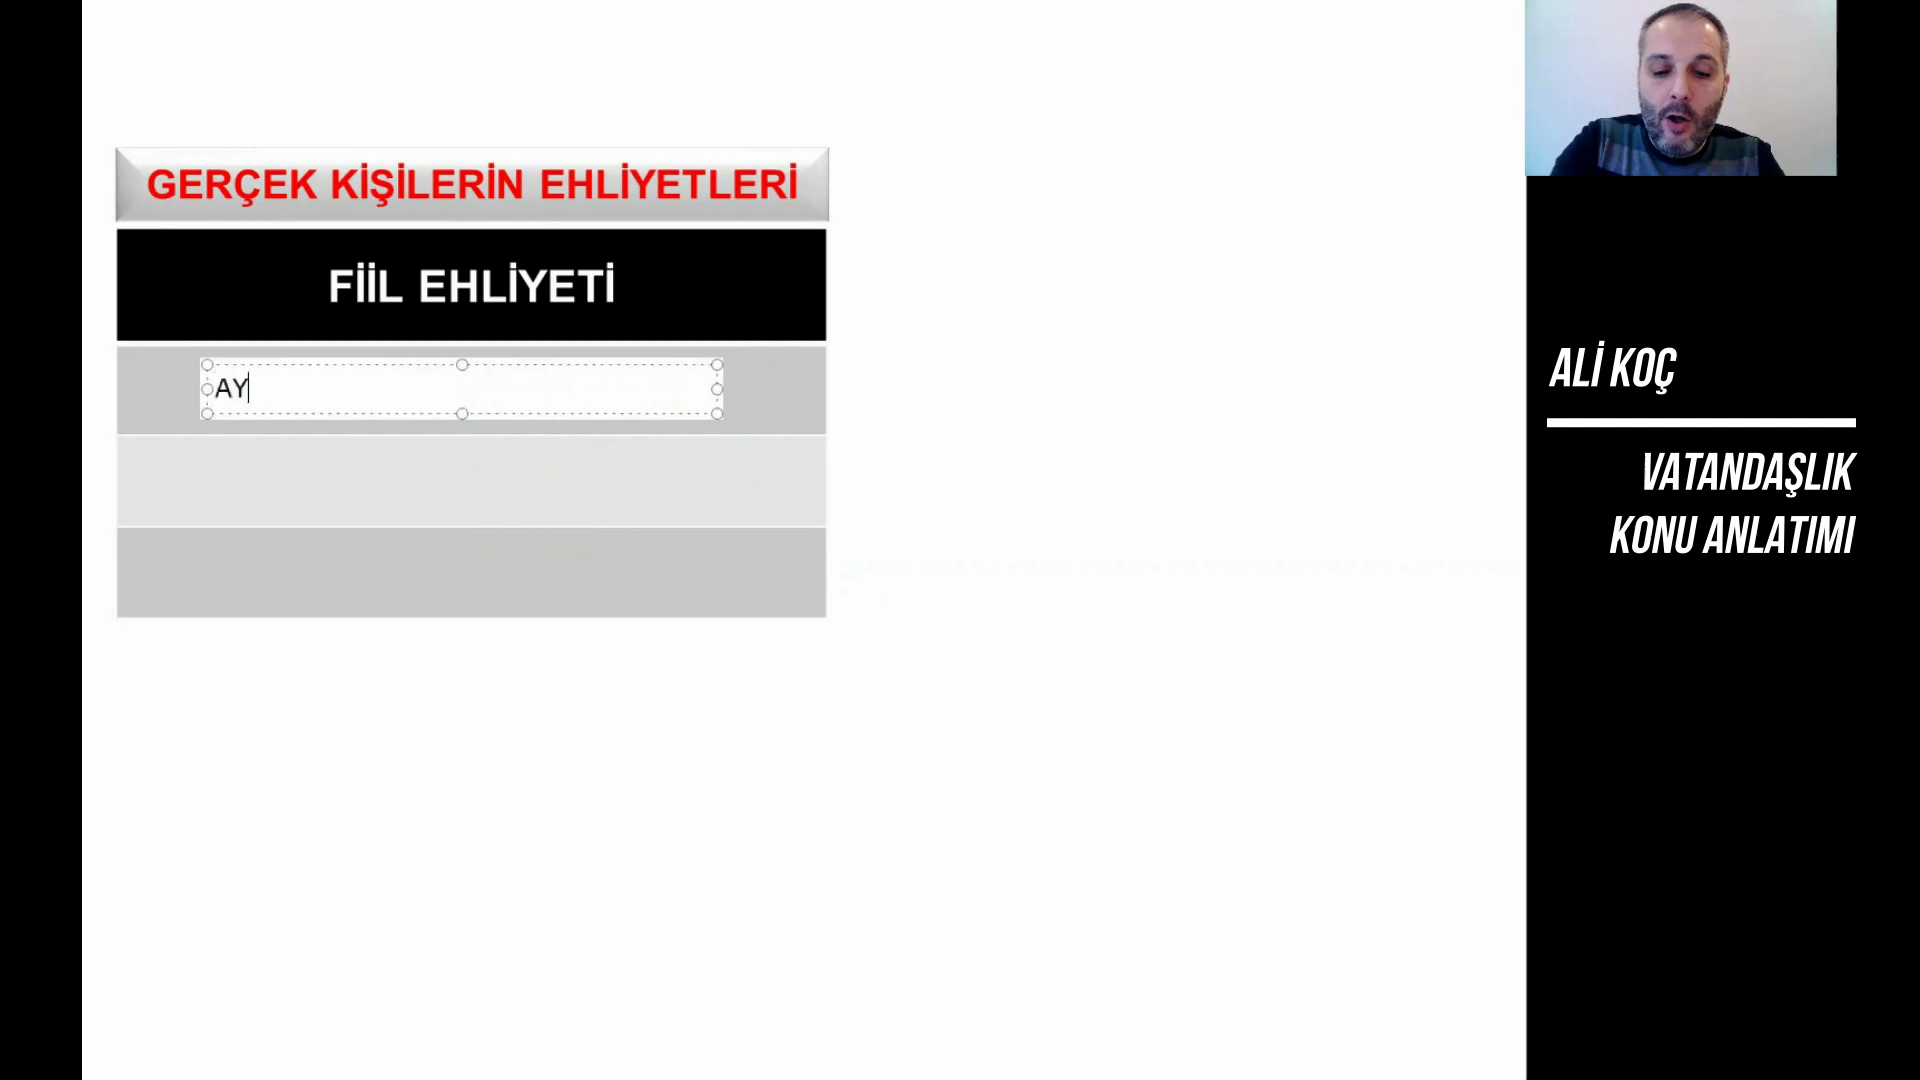 GERÇEK KİŞİLERİN EHLİYETLERİ
FİİL EHLİYETİ
AY
ALİ KOÇ
VATANDAŞLIK
KONU ANLATIMI